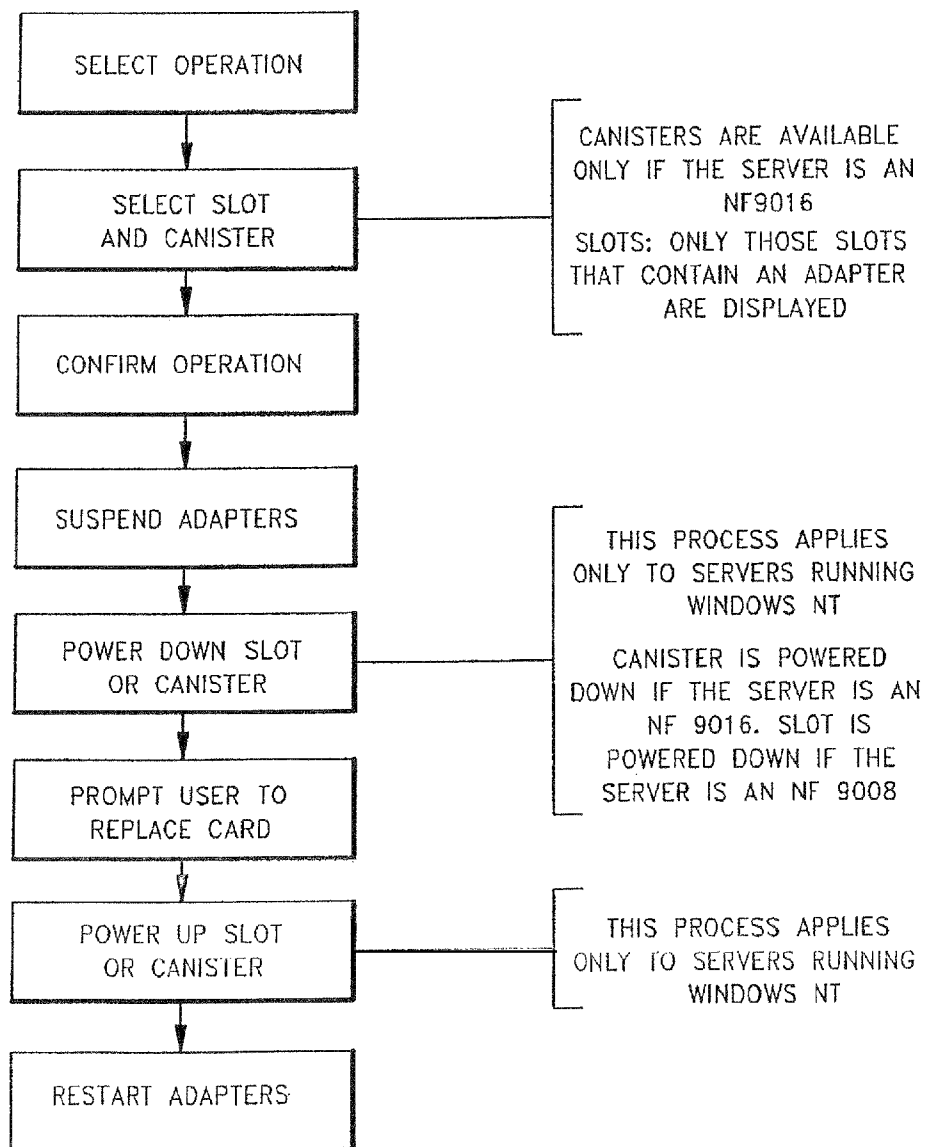 SELECT OPERATION
SELECT SLOT
AND CANISTER
CANISTERS ARE AVAILABLE
ONLY IF THE SERVER IS AN
NF9016
SLOTS: ONLY THOSE SLOTS
THAT CONTAIN AN ADAPTER
ARE DISPLAYED
CONFIRM OPERATION
SUSPEND ADAPTERS
POWER DOWN SLOT
OR CANISTER
THIS PROCESS APPLIES
ONLY TO SERVERS RUNNING
WINDOWS NT
CANISTER IS POWERED
DOWN IF THE SERVER IS AN
NF 9016. SLOT IS
POWERED DOWN IF THE
SERVER IS AN NF 9008
PROMPT USER TO
REPLACE CARD
POWER UP SLOT
OR CANISTER
THIS PROCESS APPLIES
ONLY TO SERVERS RUNNING
WINDOWS NT
RESTART ADAPTERS